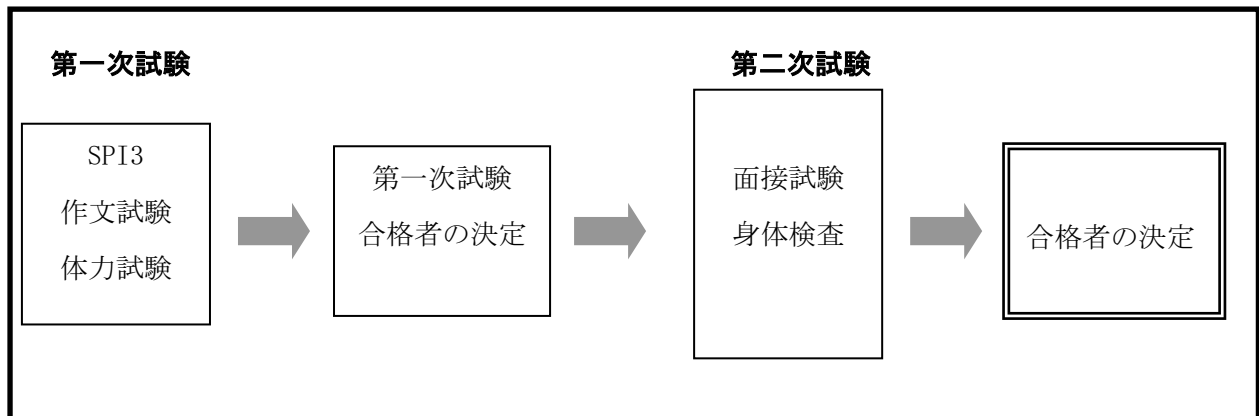 第一次試験
SPI3
作文試験
体力試験
第一次試験
合格者の決定
第二次試験
面接試験
身体検査
合格者の決定